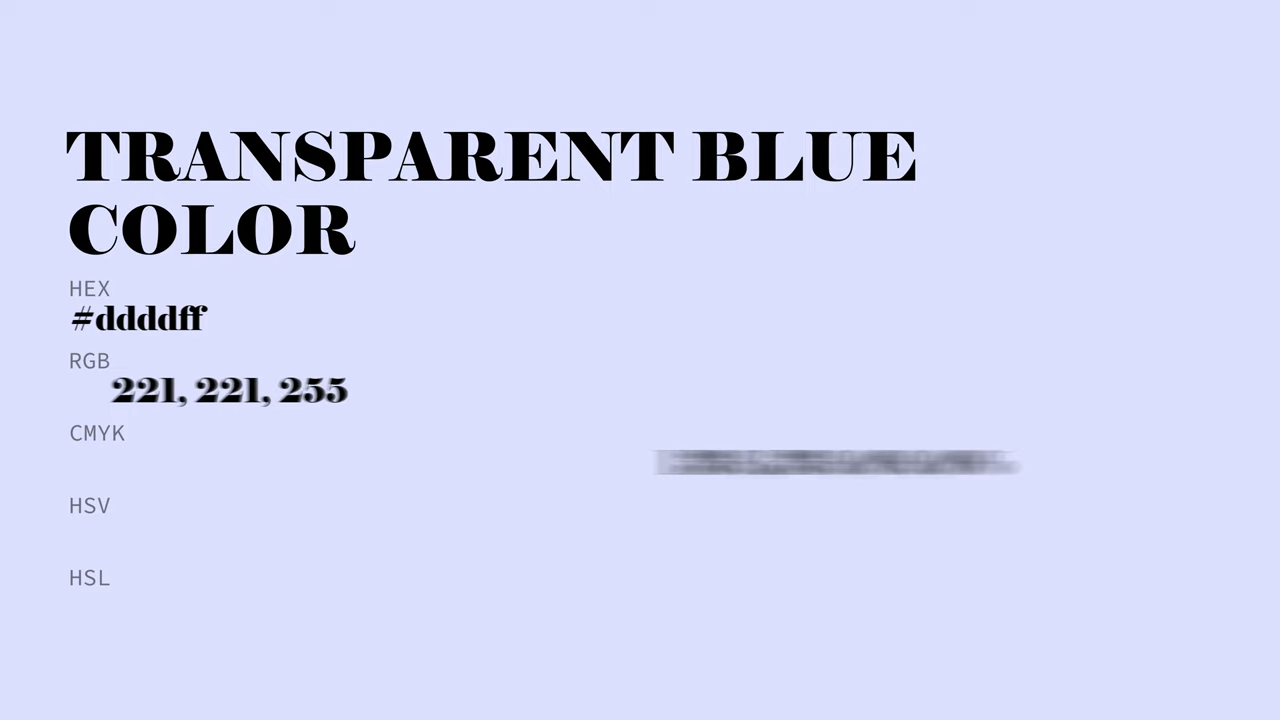 TRANSPARENT BLUE
COLOR
HEX
#ddddff
RGB
221, 221, 255
CMYK
HSV
HSL